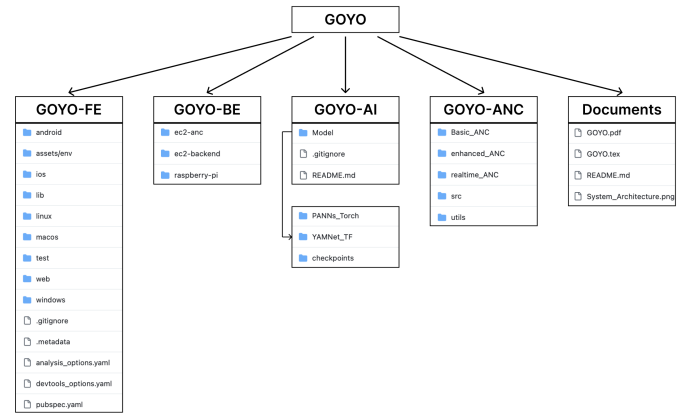 GOYO
GOYO-FE
android
assets/env
ios
lib
linux
macos
test
web
windows
.gitignore
.metadata
analysis_options.yaml
devtools_options.yaml
pubspec.yaml
GOYO-BE
ec2-anc
ec2-backend
raspberry-pi
GOYO-AI
Model
.gitignore
README.md
PANNs_Torch
YAMNet_TF
checkpoints
GOYO-ANC
Basic_ANC
enhanced_ANC
realtime_ANC
src
utils
Documents
GOYO.pdf
GOYO.tex
README.md
System_Architecture.png